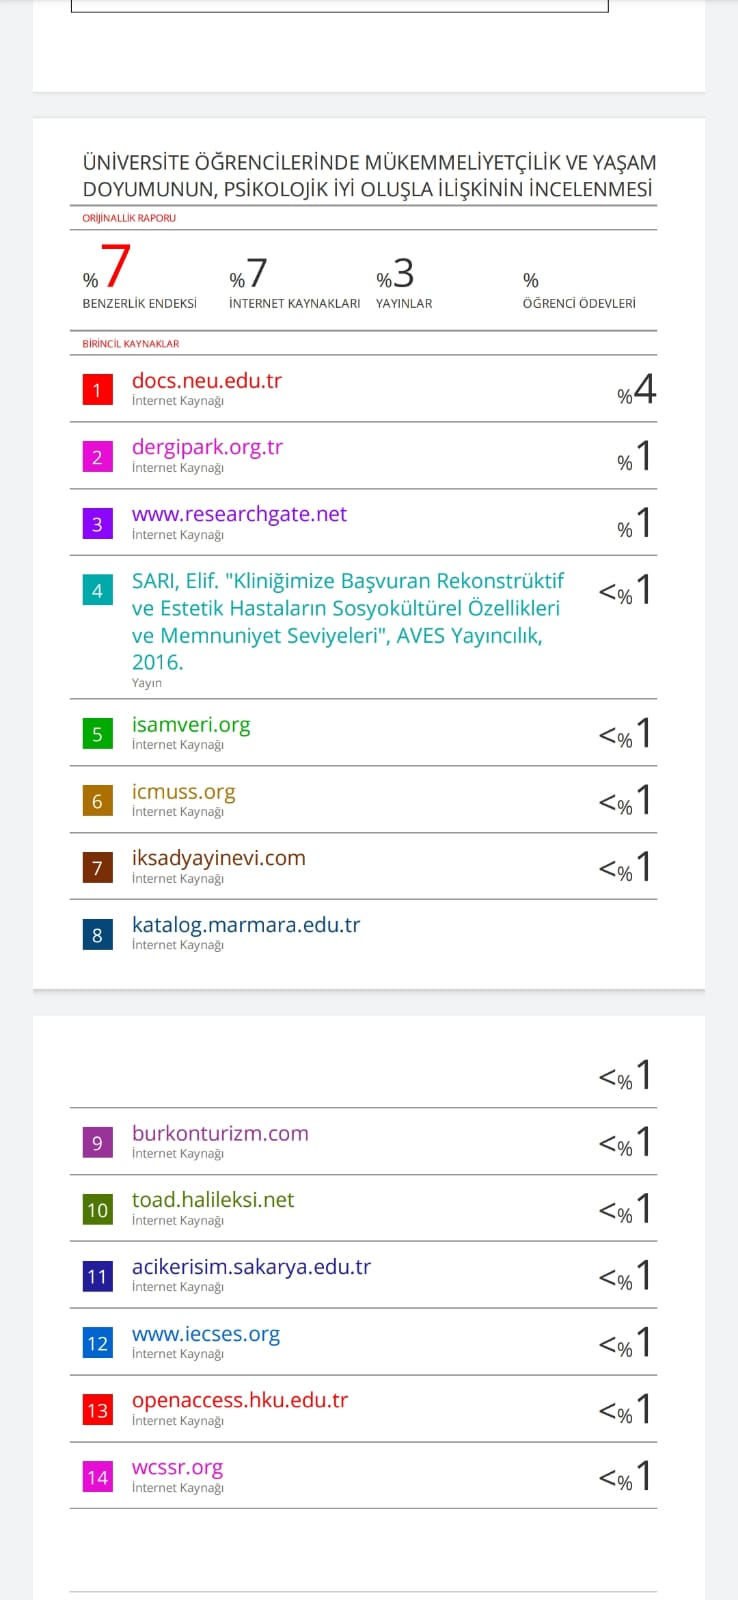 ÜNİVERSİTE ÖĞRENCİLERİNDE MÜKEMMELİYETÇİLİK VE YAŞAM
DOYUMUNUN, PSİKOLOJİK İYİ OLUŞLA İLİŞKİNİN İNCELENMESİ
ORİJİNALLİK RAPORU
%7
BENZERLİK ENDEKSİ
%7
İNTERNET KAYNAKLARI
%3
YAYINLAR
%
ÖĞRENCİ ÖDEVLERİ
BİRİNCİL KAYNAKLAR
1 docs.neu.edu.tr %4
İnternet Kaynağı
2 dergipark.org.tr %1
İnternet Kaynağı
3 www.researchgate.net %1
İnternet Kaynağı
4 SARI, Elif. "Kliniğimize Başvuran Rekonstrüktif <%1
ve Estetik Hastaların Sosyokültürel Özellikleri
ve Memnuniyet Seviyeleri", AVES Yayıncılık,
2016.
Yayın
5 isamveri.org <%1
İnternet Kaynağı
6 icmuss.org <%1
İnternet Kaynağı
7 iksadyayinevi.com <%1
İnternet Kaynağı
8 katalog.marmara.edu.tr
İnternet Kaynağı
<%1
9 burkonturizm.com <%1
İnternet Kaynağı
10 toad.halileksi.net <%1
İnternet Kaynağı
11 acikerisim.sakarya.edu.tr <%1
İnternet Kaynağı
12 www.iecses.org <%1
İnternet Kaynağı
13 openaccess.hku.edu.tr <%1
İnternet Kaynağı
14 wcssr.org <%1
İnternet Kaynağı